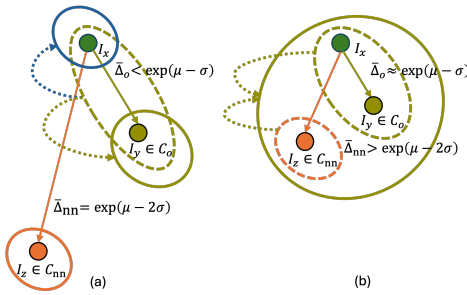 I_x
Δ̄_o < exp(μ − σ)
I_y ∈ C_o
Δ̄_nn = exp(μ − 2σ)
I_z ∈ C_nn
(a)
I_x
Δ̄_o ≈ exp(μ − σ)
I_y ∈ C_o
Δ̄_nn > exp(μ − 2σ)
I_z ∈ C_nn
(b)